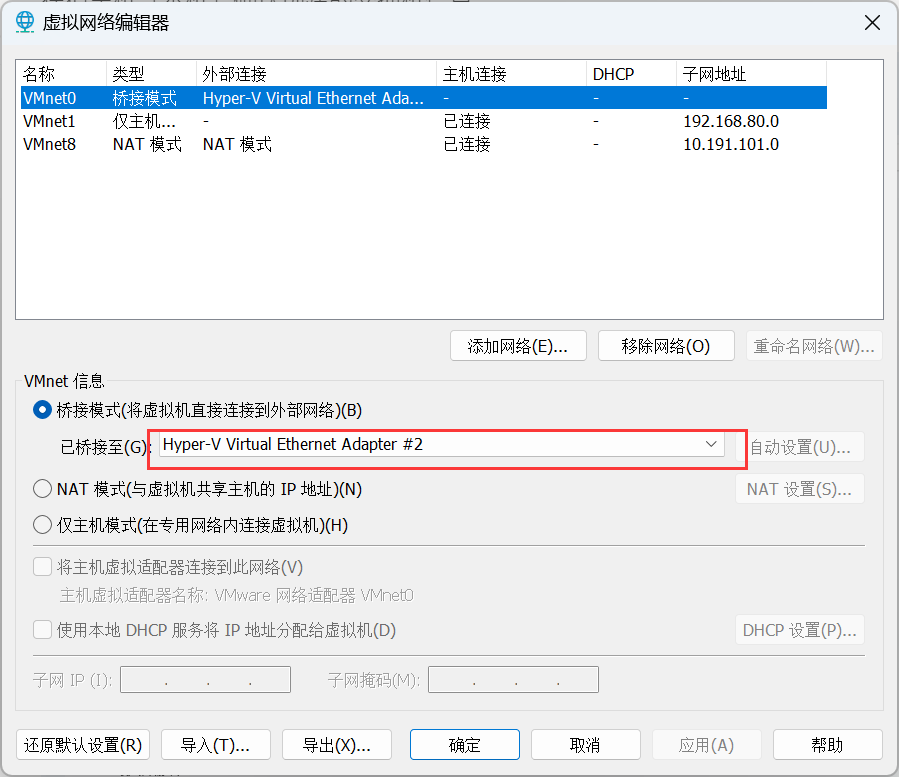 虚拟网络编辑器
名称 类型 外部连接 主机连接 DHCP 子网地址
VMnet0 桥接模式 Hyper-V Virtual Ethernet Ada... - - -
VMnet1 仅主机... - 已连接 - 192.168.80.0
VMnet8 NAT 模式 NAT 模式 已连接 - 10.191.101.0
添加网络(E)... 移除网络(O) 重命名网络(W)...
VMnet 信息
桥接模式(将虚拟机直接连接到外部网络)(B)
已桥接至(G): Hyper-V Virtual Ethernet Adapter #2 自动设置(U)...
NAT 模式(与虚拟机共享主机的 IP 地址)(N) NAT 设置(S)...
仅主机模式(在专用网络内连接虚拟机)(H)
将主机虚拟适配器连接到此网络(V)
主机虚拟适配器名称: VMware 网络适配器 VMnet0
使用本地 DHCP 服务将 IP 地址分配给虚拟机(D) DHCP 设置(P)...
子网 IP (I): . . . 子网掩码(M): . . .
还原默认设置(R) 导入(T)... 导出(X)... 确定 取消 应用(A) 帮助